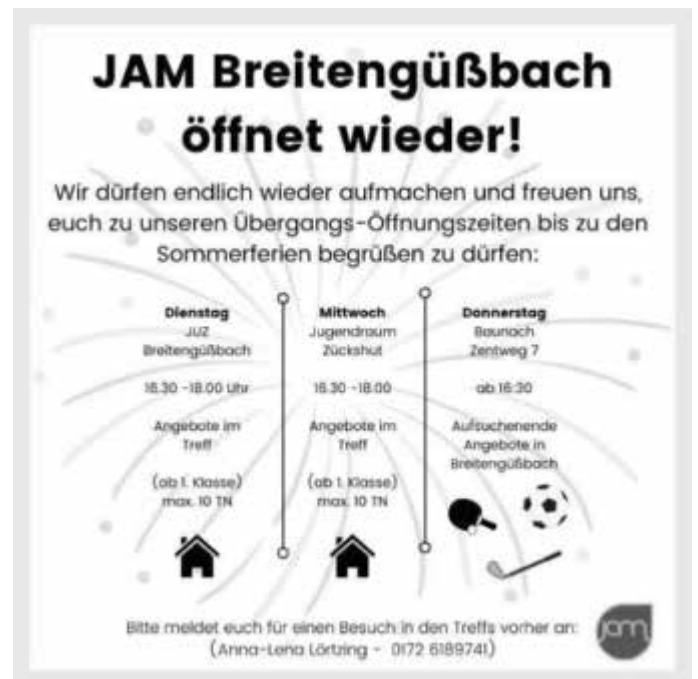 JAM Breitengüßbach
öffnet wieder!
Wir dürfen endlich wieder aufmachen und freuen uns,
euch zu unseren Übergangs-Öffnungszeiten bis zu den
Sommerferien begrüßen zu dürfen:
Dienstag
JUZ
Breitengüßbach
16.30 -18.00 Uhr
Angebote im
Treff
(ab 1. Klasse)
max. 10 TN
Mittwoch
Jugendraum
Zückshut
16.30 -18.00
Angebote im
Treff
(ab 1. Klasse)
max. 10 TN
Donnerstag
Baunach
Zentweg 7
ab 16:30
Aufsuchenende
Angebote in
Breitengüßbach
Bitte meldet euch für einen Besuch in den Treffs vorher an:
(Anna-Lena Lörtzing - 0172 6189741)
jam